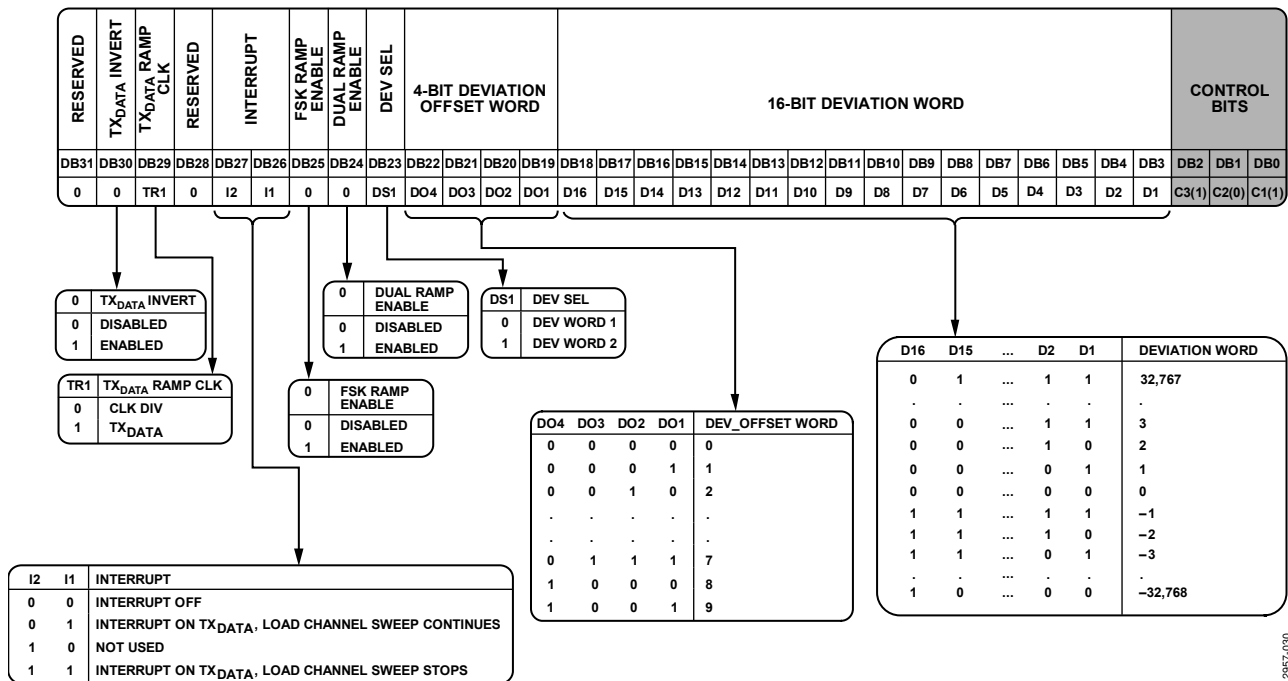 RESERVED
TXDATA INVERT
TXDATA RAMP CLK
RESERVED
INTERRUPT
FSK RAMP ENABLE
DUAL RAMP ENABLE
DEV SEL
4-BIT DEVIATION
OFFSET WORD
16-BIT DEVIATION WORD
CONTROL
BITS
DB31 DB30 DB29 DB28 DB27 DB26 DB25 DB24 DB23 DB22 DB21 DB20 DB19 DB18 DB17 DB16 DB15 DB14 DB13 DB12 DB11 DB10 DB9 DB8 DB7 DB6 DB5 DB4 DB3 DB2 DB1 DB0
0 0 TR1 0 I2 I1 0 0 DS1 DO4 DO3 DO2 DO1 D16 D15 D14 D13 D12 D11 D10 D9 D8 D7 D6 D5 D4 D3 D2 D1 C3(1) C2(0) C1(1)
0 TXDATA INVERT
0 DISABLED
1 ENABLED
TR1 TXDATA RAMP CLK
0 CLK DIV
1 TXDATA
0 DUAL RAMP
ENABLE
0 DISABLED
1 ENABLED
0 FSK RAMP
ENABLE
0 DISABLED
1 ENABLED
DS1 DEV SEL
0 DEV WORD 1
1 DEV WORD 2
DO4 DO3 DO2 DO1 DEV_OFFSET WORD
0 0 0 0 0
0 0 0 1 1
0 0 1 0 2
. . . . .
. . . . .
0 1 1 1 7
1 0 0 0 8
1 0 0 1 9
D16 D15 ... D2 D1 DEVIATION WORD
0 1 ... 1 1 32,767
. . ... . . .
0 0 ... 1 1 3
0 0 ... 1 0 2
0 0 ... 0 1 1
0 0 ... 0 0 0
1 1 ... 1 1 –1
1 1 ... 1 0 –2
1 1 ... 0 1 –3
. . ... . . .
1 0 ... 0 0 –32,768
I2 I1 INTERRUPT
0 0 INTERRUPT OFF
0 1 INTERRUPT ON TXDATA, LOAD CHANNEL SWEEP CONTINUES
1 0 NOT USED
1 1 INTERRUPT ON TXDATA, LOAD CHANNEL SWEEP STOPS